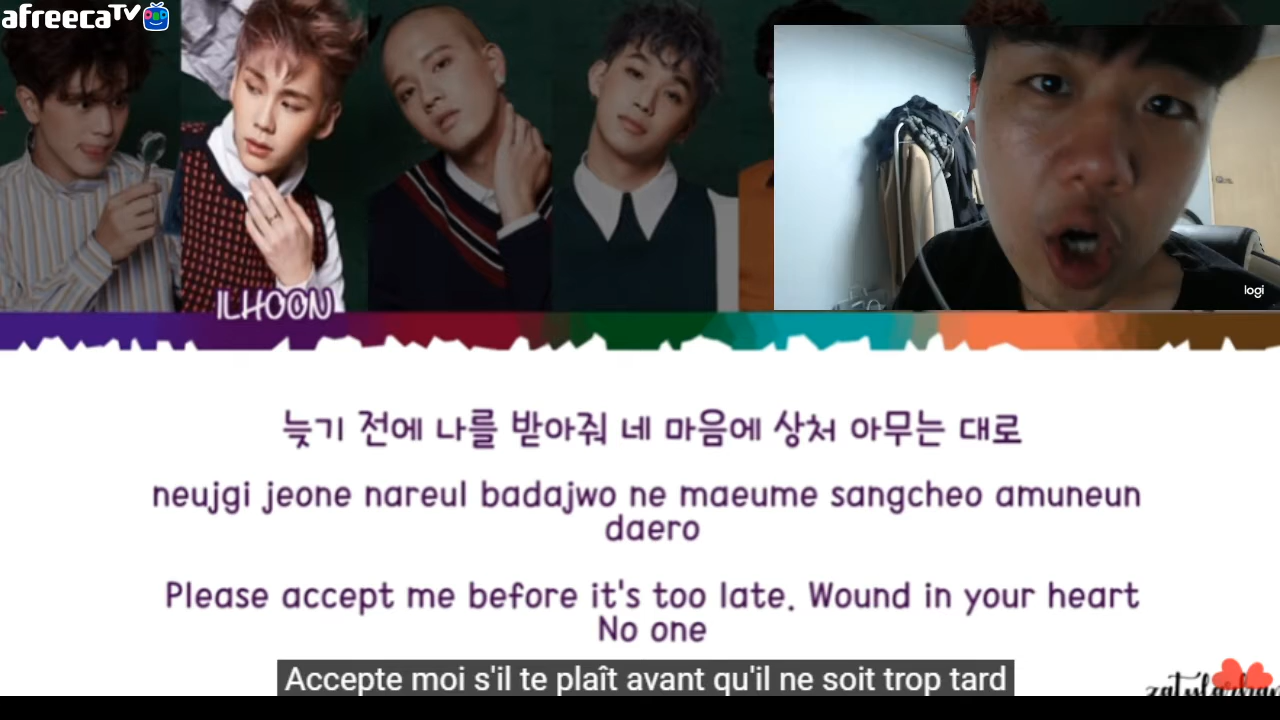 afreecaTV
logi
ILHOON
늦기 전에 나를 받아줘 네 마음에 상처 아무는 대로
neujgi jeone nareul badajwo ne maeume sangcheo amuneun
daero
Please accept me before it's too late. Wound in your heart
No one
Accepte moi s'il te plaît avant qu'il ne soit trop tard